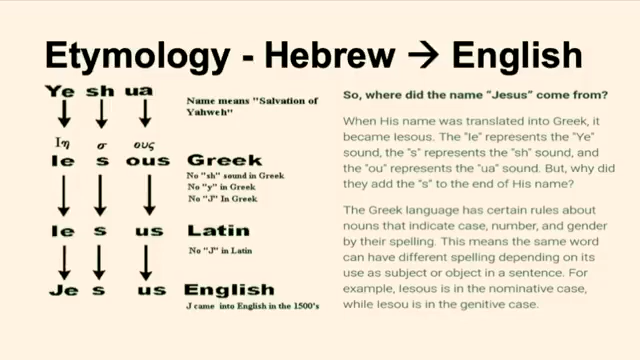 Etymology - Hebrew → English
Ye sh ua
Name means "Salvation of
Yahweh"
Ιη σ ους
Ie s ous Greek
No "sh" sound in Greek
No "y" in Greek
No "J" In Greek
Ie s us Latin
No "J" in Latin
Je s us English
J came into English in the 1500's
So, where did the name "Jesus" come from?
When His name was translated into Greek, it
became Iesous. The "Ie" represents the "Ye"
sound, the "s" represents the "sh" sound, and
the "ou" represents the "ua" sound. But, why did
they add the "s" to the end of His name?
The Greek language has certain rules about
nouns that indicate case, number, and gender
by their spelling. This means the same word
can have different spelling depending on its
use as subject or object in a sentence. For
example, Iesous is in the nominative case,
while Iesou is in the genitive case.